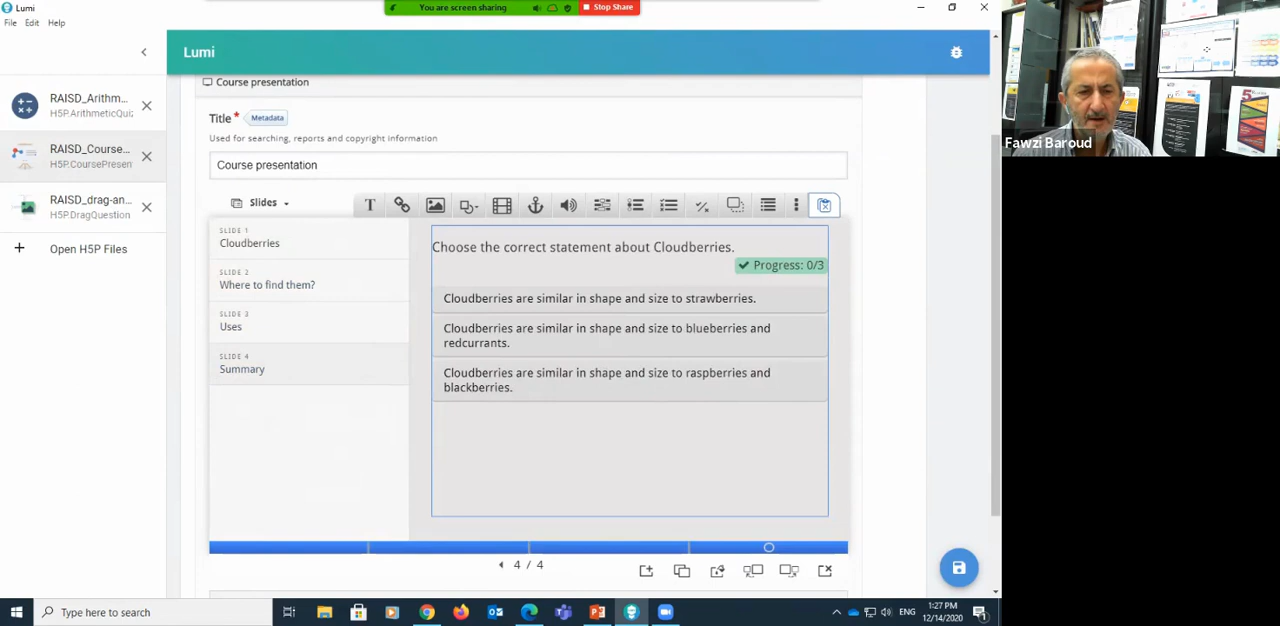 Lumi
You are screen sharing
Stop Share
File Edit Help
Lumi
RAISD_Arithm...
H5P.ArithmeticQuiz
RAISD_Course...
H5P.CoursePresen
RAISD_drag-an...
H5P.DragQuestion
Open H5P Files
Course presentation
Title * Metadata
Used for searching, reports and copyright information
Course presentation
Slides
SLIDE 1
Cloudberries
SLIDE 2
Where to find them?
SLIDE 3
Uses
SLIDE 4
Summary
Choose the correct statement about Cloudberries.
Progress: 0/3
Cloudberries are similar in shape and size to strawberries.
Cloudberries are similar in shape and size to blueberries and
redcurrants.
Cloudberries are similar in shape and size to raspberries and
blackberries.
4 / 4
Fawzi Baroud
Type here to search
ENG
1:27 PM
12/14/2020